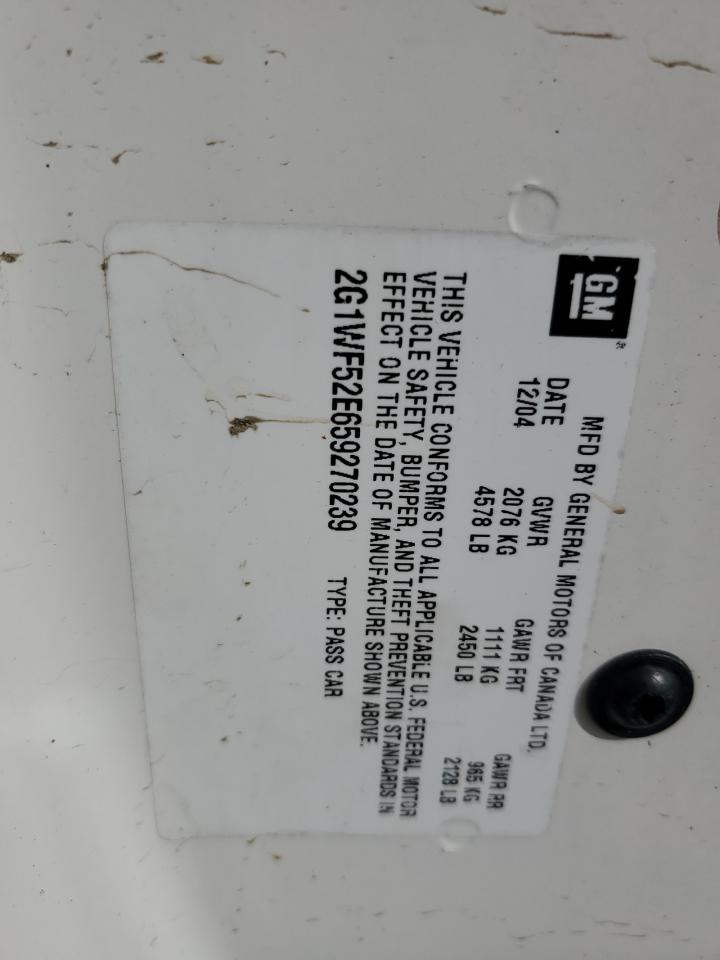 GM®
MFD BY GENERAL MOTORS OF CANADA LTD.
DATE GVWR GAWR FRT GAWR RR
12/04 2076 KG 1111 KG 965 KG
4578 LB 2450 LB 2128 LB
THIS VEHICLE CONFORMS TO ALL APPLICABLE U.S. FEDERAL MOTOR
VEHICLE SAFETY, BUMPER, AND THEFT PREVENTION STANDARDS IN
EFFECT ON THE DATE OF MANUFACTURE SHOWN ABOVE.
2G1WF52E659270239 TYPE: PASS CAR